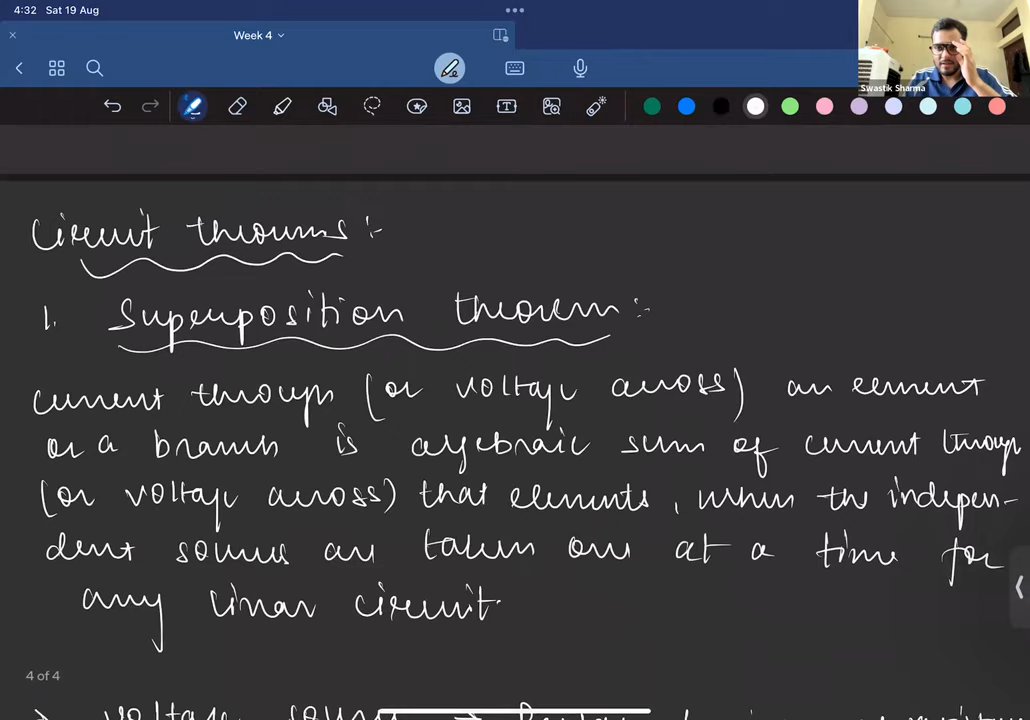 4:32 Sat 19 Aug
Week 4
Swastik Sharma
Circuit theorems:-
1. Superposition theorem:-
current through (or voltage across) an element
or a branch is algebraic sum of current through
(or voltage across) that elements, when the indepen-
dent sources are taken one at a time for
any linear circuit.
4 of 4
voltage source →